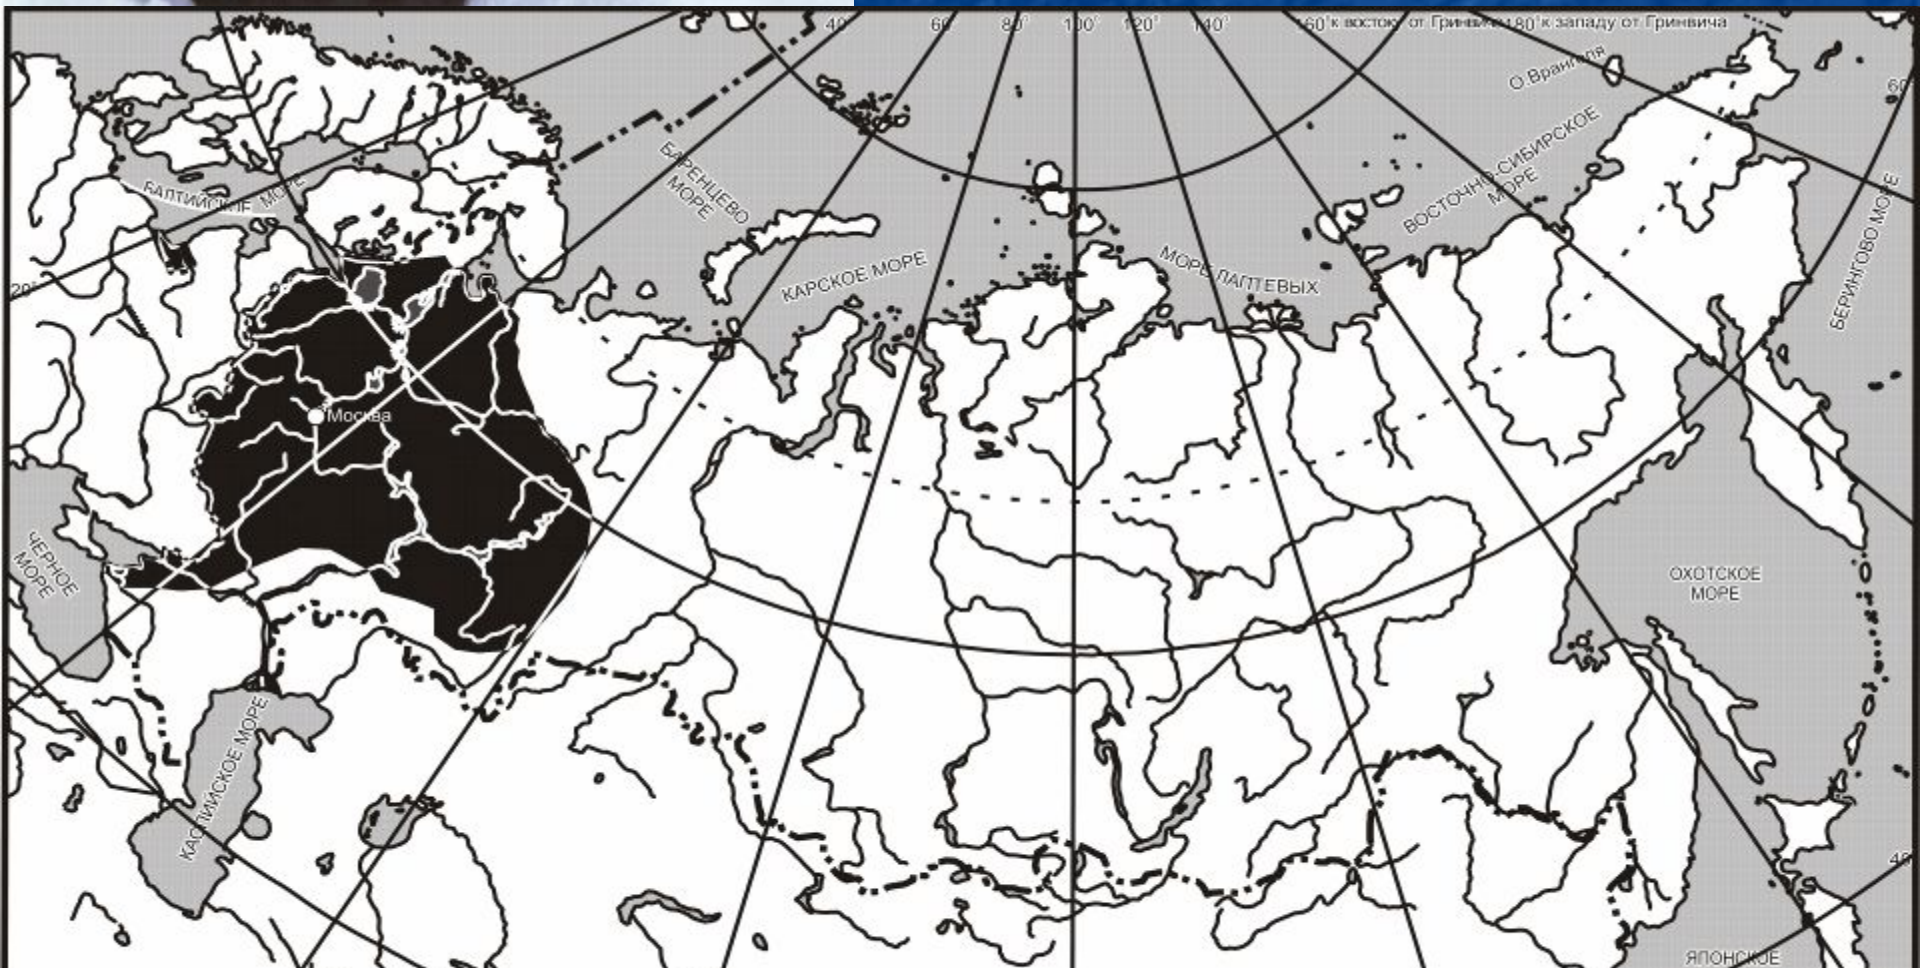 40°
60°
80°
100°
120°
140°
160° к востоку от Гринвича 180° к западу от Гринвича
О.Врангеля
60
БАРЕНЦЕВО
МОРЕ
ВОСТОЧНО-СИБИРСКОЕ
МОРЕ
БАЛТИЙСКОЕ МОРЕ
БЕРИНГОВО МОРЕ
КАРСКОЕ МОРЕ
МОРЕ ЛАПТЕВЫХ
20°
Москва
ЧЕРНОЕ
МОРЕ
ОХОТСКОЕ
МОРЕ
КАСПИЙСКОЕ МОРЕ
40
ЯПОНСКОЕ